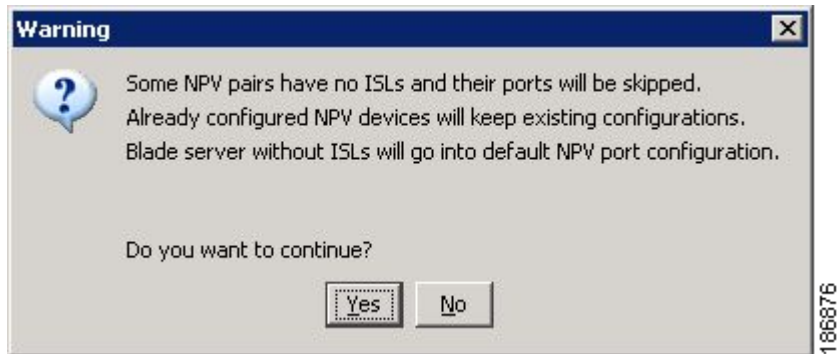 Warning
Some NPV pairs have no ISLs and their ports will be skipped.
Already configured NPV devices will keep existing configurations.
Blade server without ISLs will go into default NPV port configuration.
Do you want to continue?
Yes
No
186876